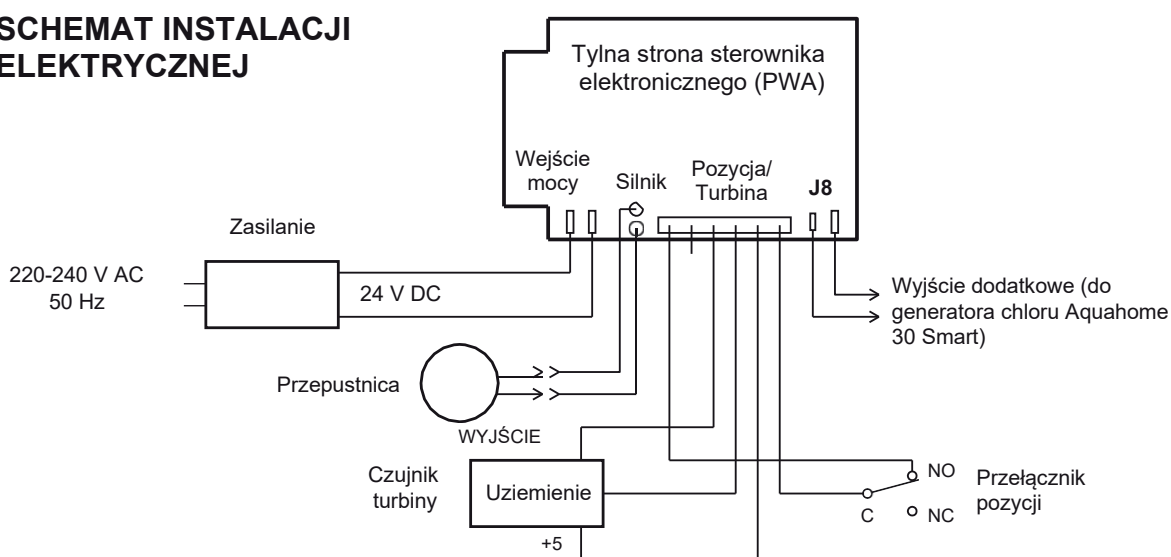 SCHEMAT INSTALACJI
ELEKTRYCZNEJ
Tylna strona sterownika
elektronicznego (PWA)
Wejście
mocy
Silnik
Pozycja/
Turbina
J8
Zasilanie
220-240 V AC
50 Hz
24 V DC
Wyjście dodatkowe (do
generatora chloru Aquahome
30 Smart)
Przepustnica
WYJŚCIE
Czujnik
turbiny
Uziemienie
+5
NO
C
NC
Przełącznik
pozycji